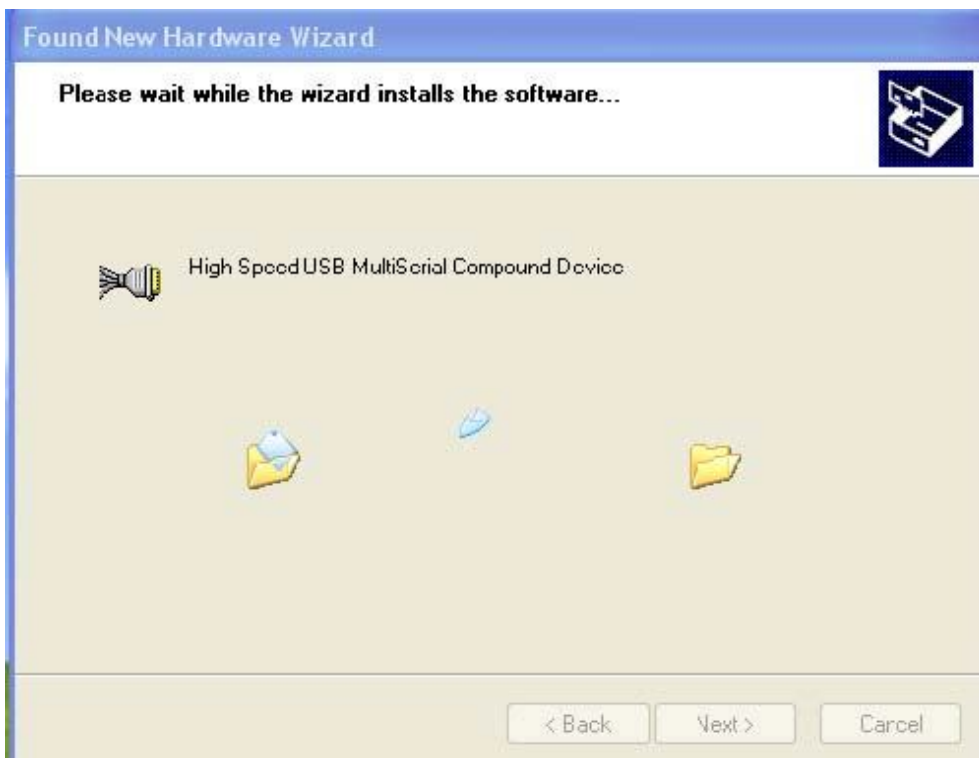 Found New Hardware Wizard
Please wait while the wizard installs the software...
High Speed USB MultiSerial Compound Device
< Back
Next >
Cancel